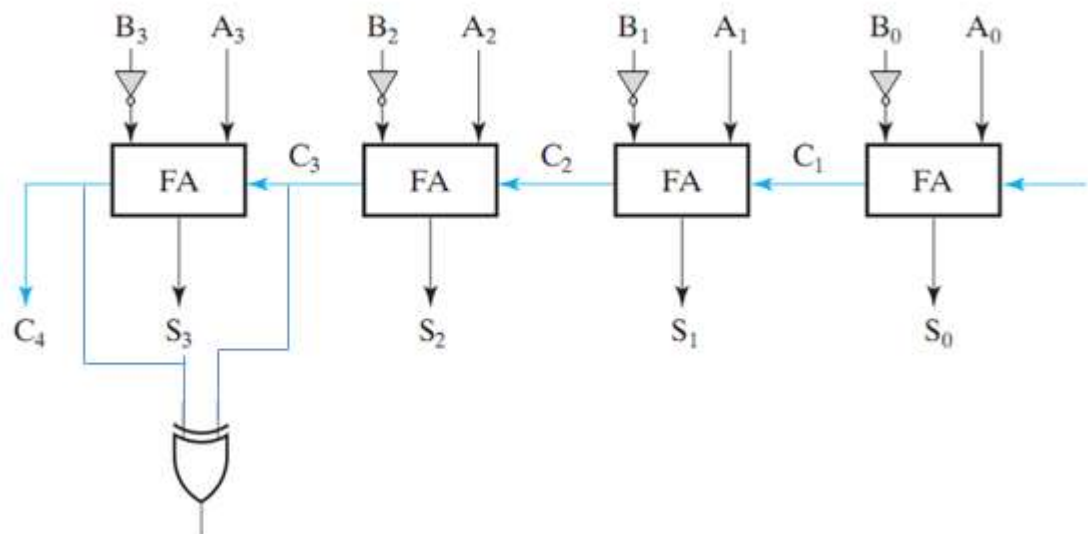 B₃ A₃ B₂ A₂ B₁ A₁ B₀ A₀
C₃ C₂ C₁
FA FA FA FA
C₄ S₃ S₂ S₁ S₀